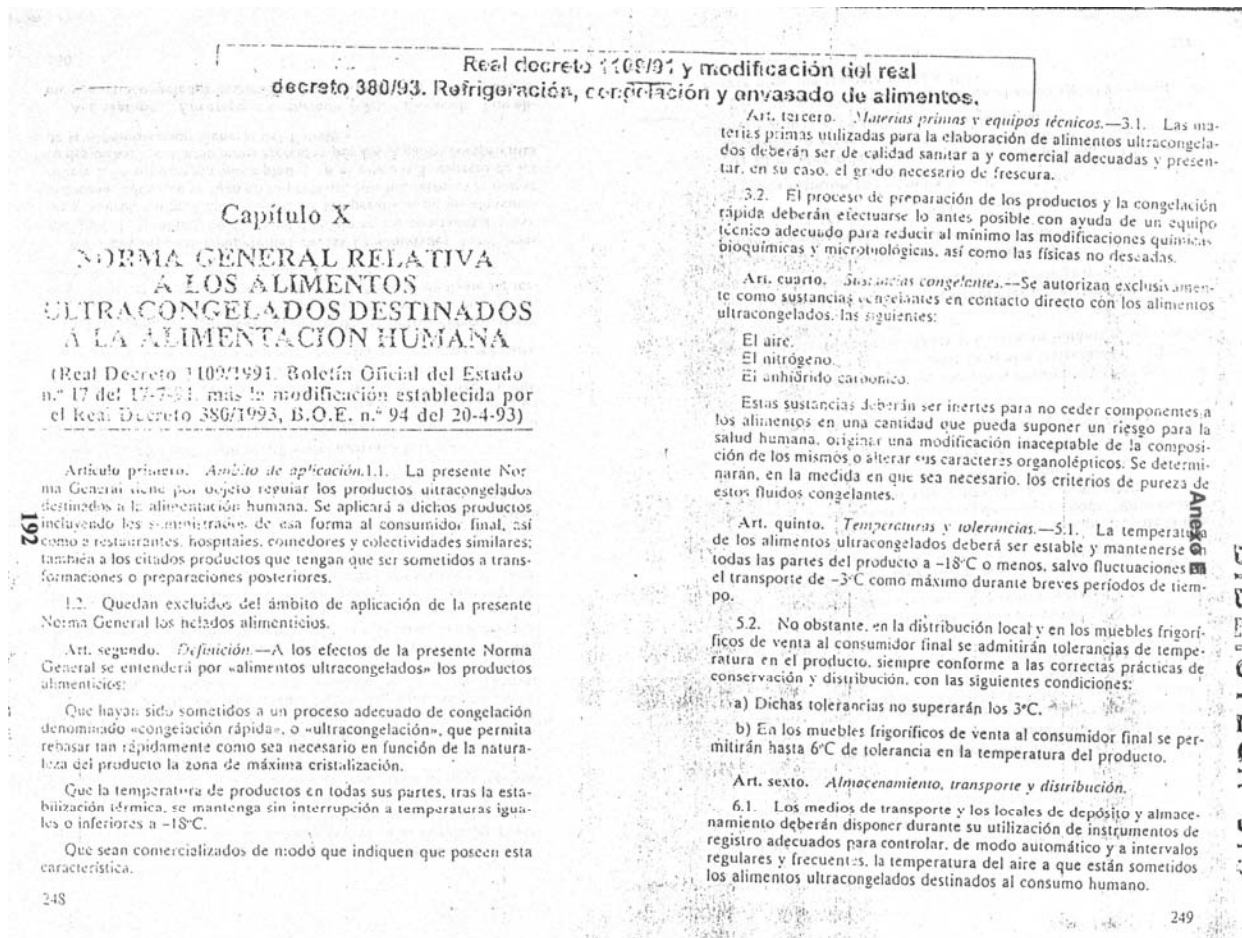 Real decreto 1109/91 y modificación del real
decreto 380/93. Refrigeración, congelación y envasado de alimentos.
Capítulo X
NORMA GENERAL RELATIVA
A LOS ALIMENTOS
ULTRACONGELADOS DESTINADOS
A LA ALIMENTACION HUMANA
(Real Decreto 1109/1991. Boletín Oficial del Estado
n.º 17 del 17-7-91, más la modificación establecida por
el Real Decreto 380/1993, B.O.E. n.º 94 del 20-4-93)
Artículo primero. Ambito de aplicación.1.1. La presente Nor-
ma General tiene por objeto regular los productos ultracongelados
destinados a la alimentación humana. Se aplicará a dichos productos
incluyendo los suministrados de esa forma al consumidor final, así
como a restaurantes, hospitales, comedores y colectividades similares;
también a los citados productos que tengan que ser sometidos a trans-
formaciones o preparaciones posteriores.
1.2. Quedan excluidos del ámbito de aplicación de la presente
Norma General los helados alimenticios.
Art. segundo. Definición.—A los efectos de la presente Norma
General se entenderá por «alimentos ultracongelados» los productos
alimenticios:
Que hayan sido sometidos a un proceso adecuado de congelación
denominado «congelación rápida», o «ultracongelación», que permita
rebasar tan rápidamente como sea necesario en función de la natura-
leza del producto la zona de máxima cristalización.
Que la temperatura de productos en todas sus partes, tras la esta-
bilización térmica, se mantenga sin interrupción a temperaturas igua-
les o inferiores a –18ºC.
Que sean comercializados de modo que indiquen que poseen esta
característica.
248
192
Art. tercero. Materias primas y equipos técnicos.—3.1. Las ma-
terias primas utilizadas para la elaboración de alimentos ultracongela-
dos deberán ser de calidad sanitar a y comercial adecuadas y presen-
tar, en su caso, el grado necesario de frescura.
3.2. El proceso de preparación de los productos y la congelación
rápida deberán efectuarse lo antes posible con ayuda de un equipo
técnico adecuado para reducir al mínimo las modificaciones químicas
bioquímicas y microbiológicas, así como las físicas no deseadas.
Art. cuarto. Sustancias congelentes.—Se autorizan exclusivamen-
te como sustancias congelantes en contacto directo con los alimentos
ultracongelados, las siguientes:
El aire.
El nitrógeno.
El anhídrido carbonico.
Estas sustancias deberán ser inertes para no ceder componentes a
los alimentos en una cantidad que pueda suponer un riesgo para la
salud humana, originar una modificación inaceptable de la composi-
ción de los mismos o alterar sus caracteres organolépticos. Se determi-
narán, en la medida en que sea necesario, los criterios de pureza de
estos fluidos congelantes.
Art. quinto. Temperaturas y tolerancias.—5.1. La temperatura
de los alimentos ultracongelados deberá ser estable y mantenerse en
todas las partes del producto a –18ºC o menos, salvo fluctuaciones
el transporte de –3ºC como máximo durante breves períodos de tiem-
po.
5.2. No obstante, en la distribución local y en los muebles frigorí-
ficos de venta al consumidor final se admitirán tolerancias de tempe-
ratura en el producto, siempre conforme a las correctas prácticas de
conservación y distribución, con las siguientes condiciones:
a) Dichas tolerancias no superarán los 3ºC.
b) En los muebles frigoríficos de venta al consumidor final se per-
mitirán hasta 6ºC de tolerancia en la temperatura del producto.
Art. sexto. Almacenamiento, transporte y distribución.
6.1. Los medios de transporte y los locales de depósito y almace-
namiento deberán disponer durante su utilización de instrumentos de
registro adecuados para controlar, de modo automático y a intervalos
regulares y frecuentes, la temperatura del aire a que están sometidos
los alimentos ultracongelados destinados al consumo humano.
249
Anexo E